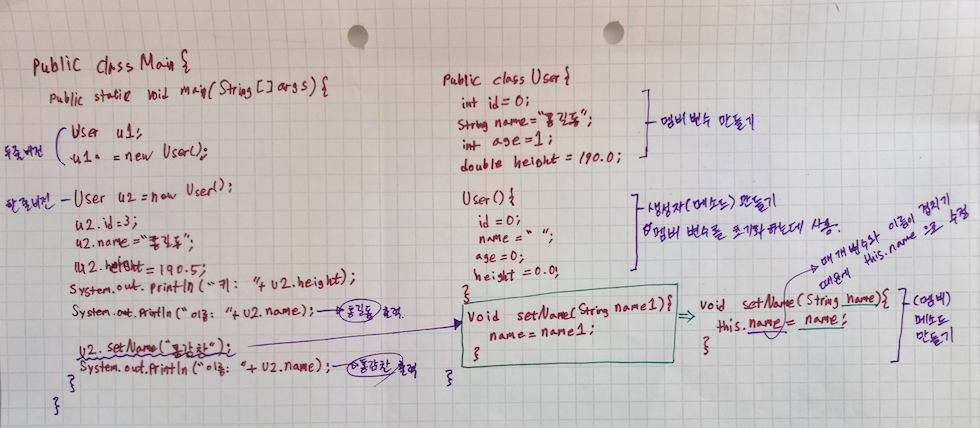 Public class Main {
Public static void main(String[] args) {
두줄버전
User u1;
u1 = new User();
한줄버전 - User u2 = new User();
u2.id=3;
u2.name="홍길동";
u2.height=190.5;
System.out.println("키: "+u2.height);
System.out.println("이름: "+u2.name); → 홍길동 출력
u2.setName("홍감찬");
System.out.println("이름: "+u2.name); → 홍감찬 출력
}
}
Public class User {
int id=0;
String name="홍길동";
int age=1;
double height=190.0;
멤버변수 만들기
User() {
id=0;
name=" ";
age=0;
height=0.0;
}
생성자(메소드) 만들기
멤버 변수를 초기화하는데 사용.
void setName(String name1) {
name=name1;
}
}
⇒ void setName(String name) {
this.name = name;
}
매개변수와 이름이 겹치기
때문에 this.name 으로 수정
(멤버)
메소드
만들기